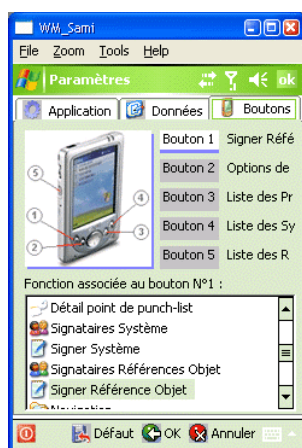 WM_Sami
File Zoom Tools Help
Paramètres ok
Application Données Boutons
Bouton 1 Signer Réfé
Bouton 2 Options de
Bouton 3 Liste des Pr
Bouton 4 Liste des Sy
Bouton 5 Liste des R
5
4
1
3
2
Fonction associée au bouton N°1 :
Détail point de punch-list
Signataires Système
Signer Système
Signataires Références Objet
Signer Référence Objet
Défaut OK Annuler